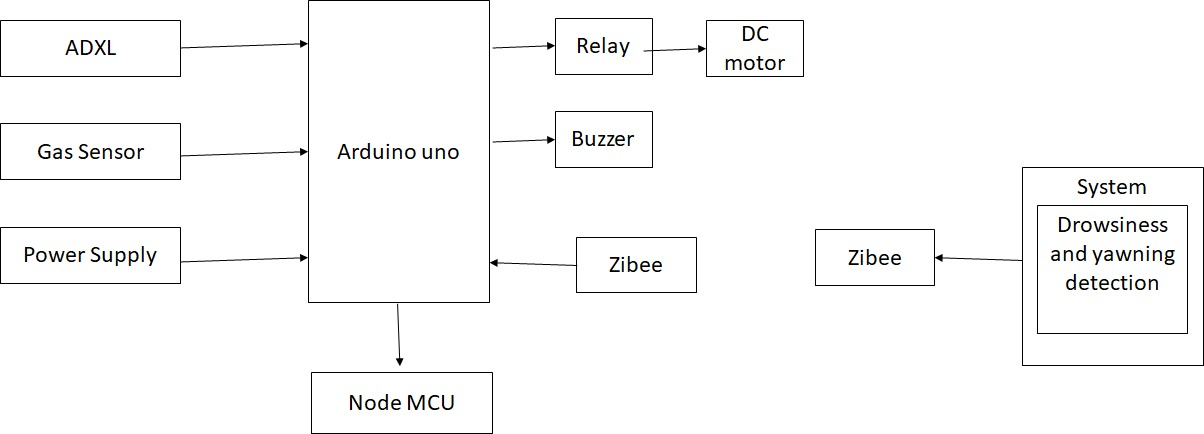 ADXL
Gas Sensor
Power Supply
Arduino uno
Node MCU
Relay
DC
motor
Buzzer
Zibee
Zibee
System
Drowsiness
and yawning
detection